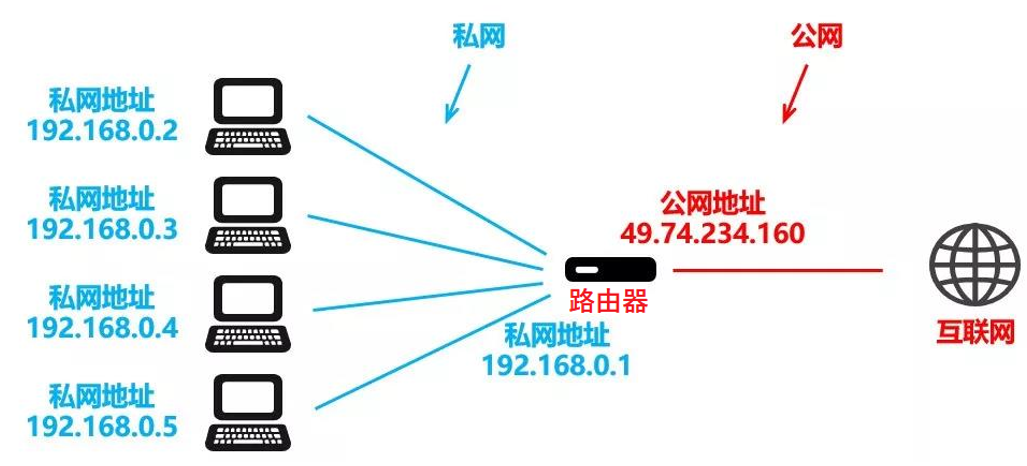 私网
公网
私网地址
192.168.0.2
私网地址
192.168.0.3
公网地址
49.74.234.160
私网地址
192.168.0.4
路由器
互联网
私网地址
192.168.0.1
私网地址
192.168.0.5